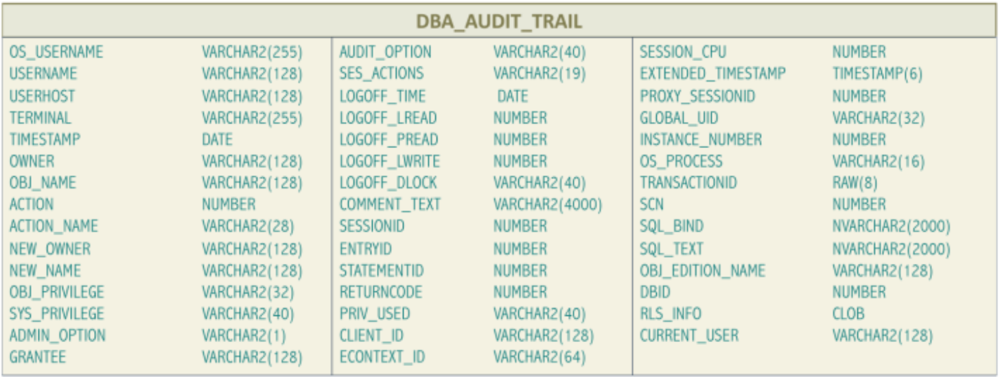 DBA_AUDIT_TRAIL
OS_USERNAME VARCHAR2(255)
USERNAME VARCHAR2(128)
USERHOST VARCHAR2(128)
TERMINAL VARCHAR2(255)
TIMESTAMP DATE
OWNER VARCHAR2(128)
OBJ_NAME VARCHAR2(128)
ACTION NUMBER
ACTION_NAME VARCHAR2(28)
NEW_OWNER VARCHAR2(128)
NEW_NAME VARCHAR2(128)
OBJ_PRIVILEGE VARCHAR2(32)
SYS_PRIVILEGE VARCHAR2(40)
ADMIN_OPTION VARCHAR2(1)
GRANTEE VARCHAR2(128)
AUDIT_OPTION VARCHAR2(40)
SES_ACTIONS VARCHAR2(19)
LOGOFF_TIME DATE
LOGOFF_LREAD NUMBER
LOGOFF_PREAD NUMBER
LOGOFF_LWRITE NUMBER
LOGOFF_DLOCK VARCHAR2(40)
COMMENT_TEXT VARCHAR2(4000)
SESSIONID NUMBER
ENTRYID NUMBER
STATEMENTID NUMBER
RETURNCODE NUMBER
PRIV_USED VARCHAR2(40)
CLIENT_ID VARCHAR2(128)
ECONTEXT_ID VARCHAR2(64)
SESSION_CPU NUMBER
EXTENDED_TIMESTAMP TIMESTAMP(6)
PROXY_SESSIONID NUMBER
GLOBAL_UID VARCHAR2(32)
INSTANCE_NUMBER NUMBER
OS_PROCESS VARCHAR2(16)
TRANSACTIONID RAW(8)
SCN NUMBER
SQL_BIND NVARCHAR2(2000)
SQL_TEXT NVARCHAR2(2000)
OBJ_EDITION_NAME VARCHAR2(128)
DBID NUMBER
RLS_INFO CLOB
CURRENT_USER VARCHAR2(128)